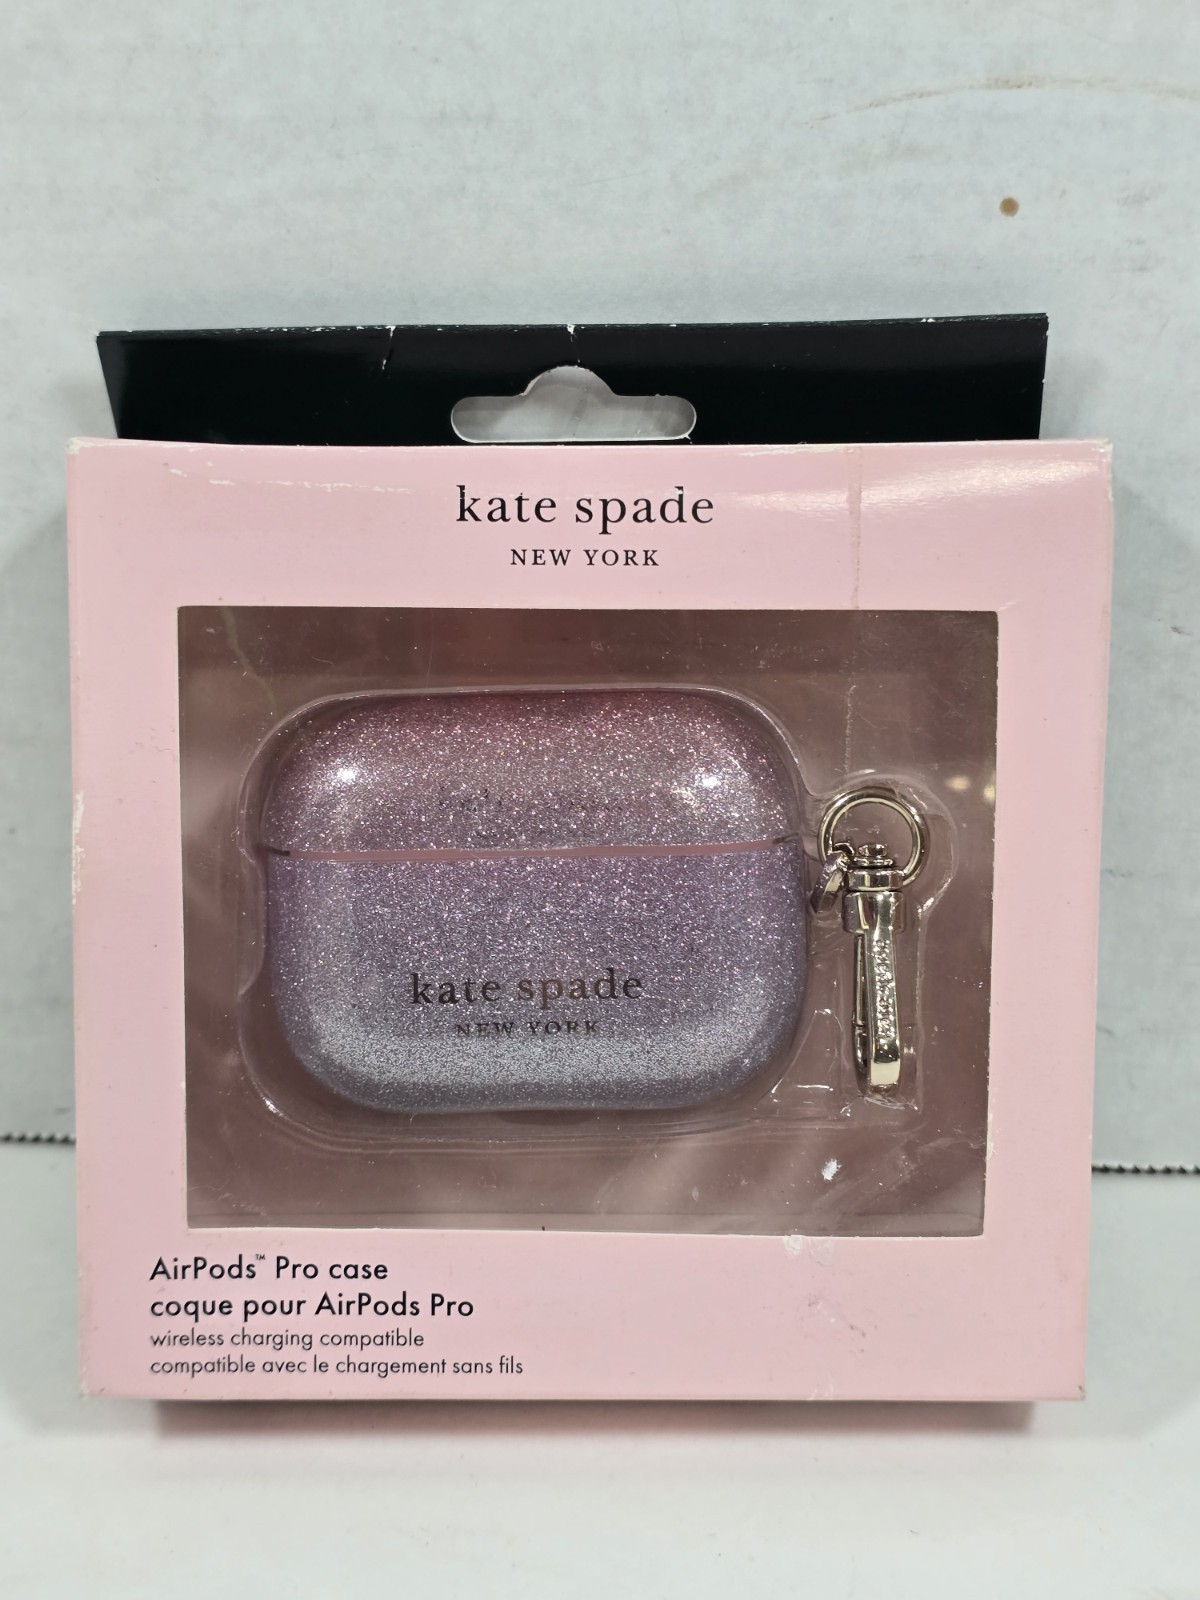 kate spade
NEW YORK
kate spade
NEW YORK
AirPods™ Pro case
coque pour AirPods Pro
wireless charging compatible
compatible avec le chargement sans fils